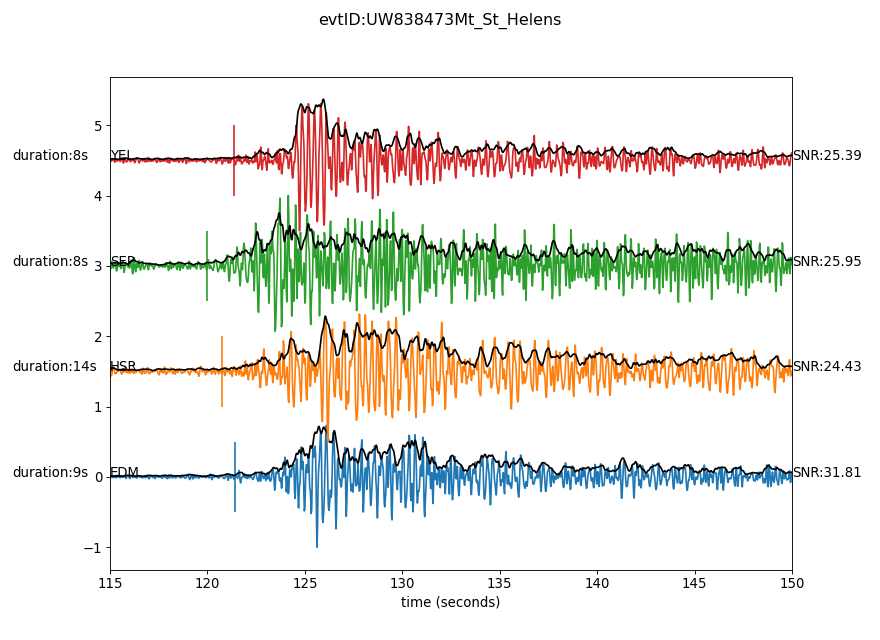 evtID:UW838473Mt_St_Helens
5
duration:8s YEL SNR:25.39
4
duration:8s SEP SNR:25.95
3
2
duration:14s HSR SNR:24.43
1
duration:9s EDM SNR:31.81
0
−1
115 120 125 130 135 140 145 150
time (seconds)